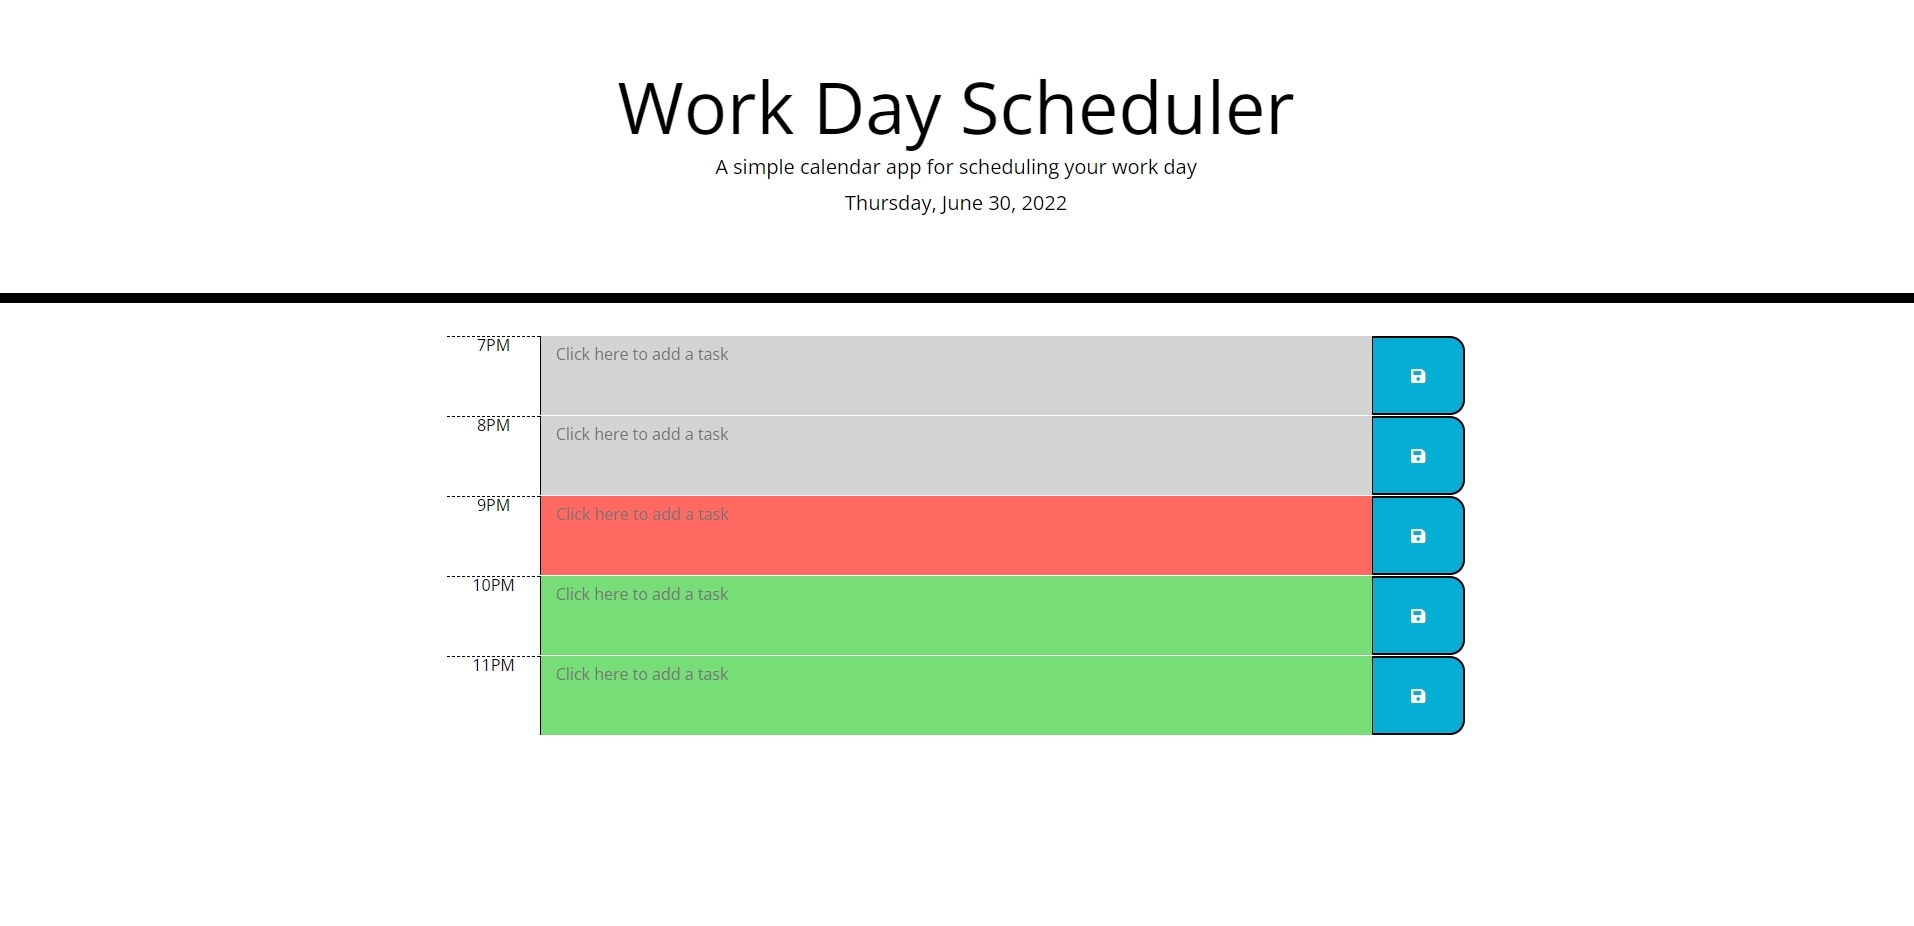 Work Day Scheduler
A simple calendar app for scheduling your work day
Thursday, June 30, 2022
7PM
Click here to add a task
8PM
Click here to add a task
9PM
Click here to add a task
10PM
Click here to add a task
11PM
Click here to add a task